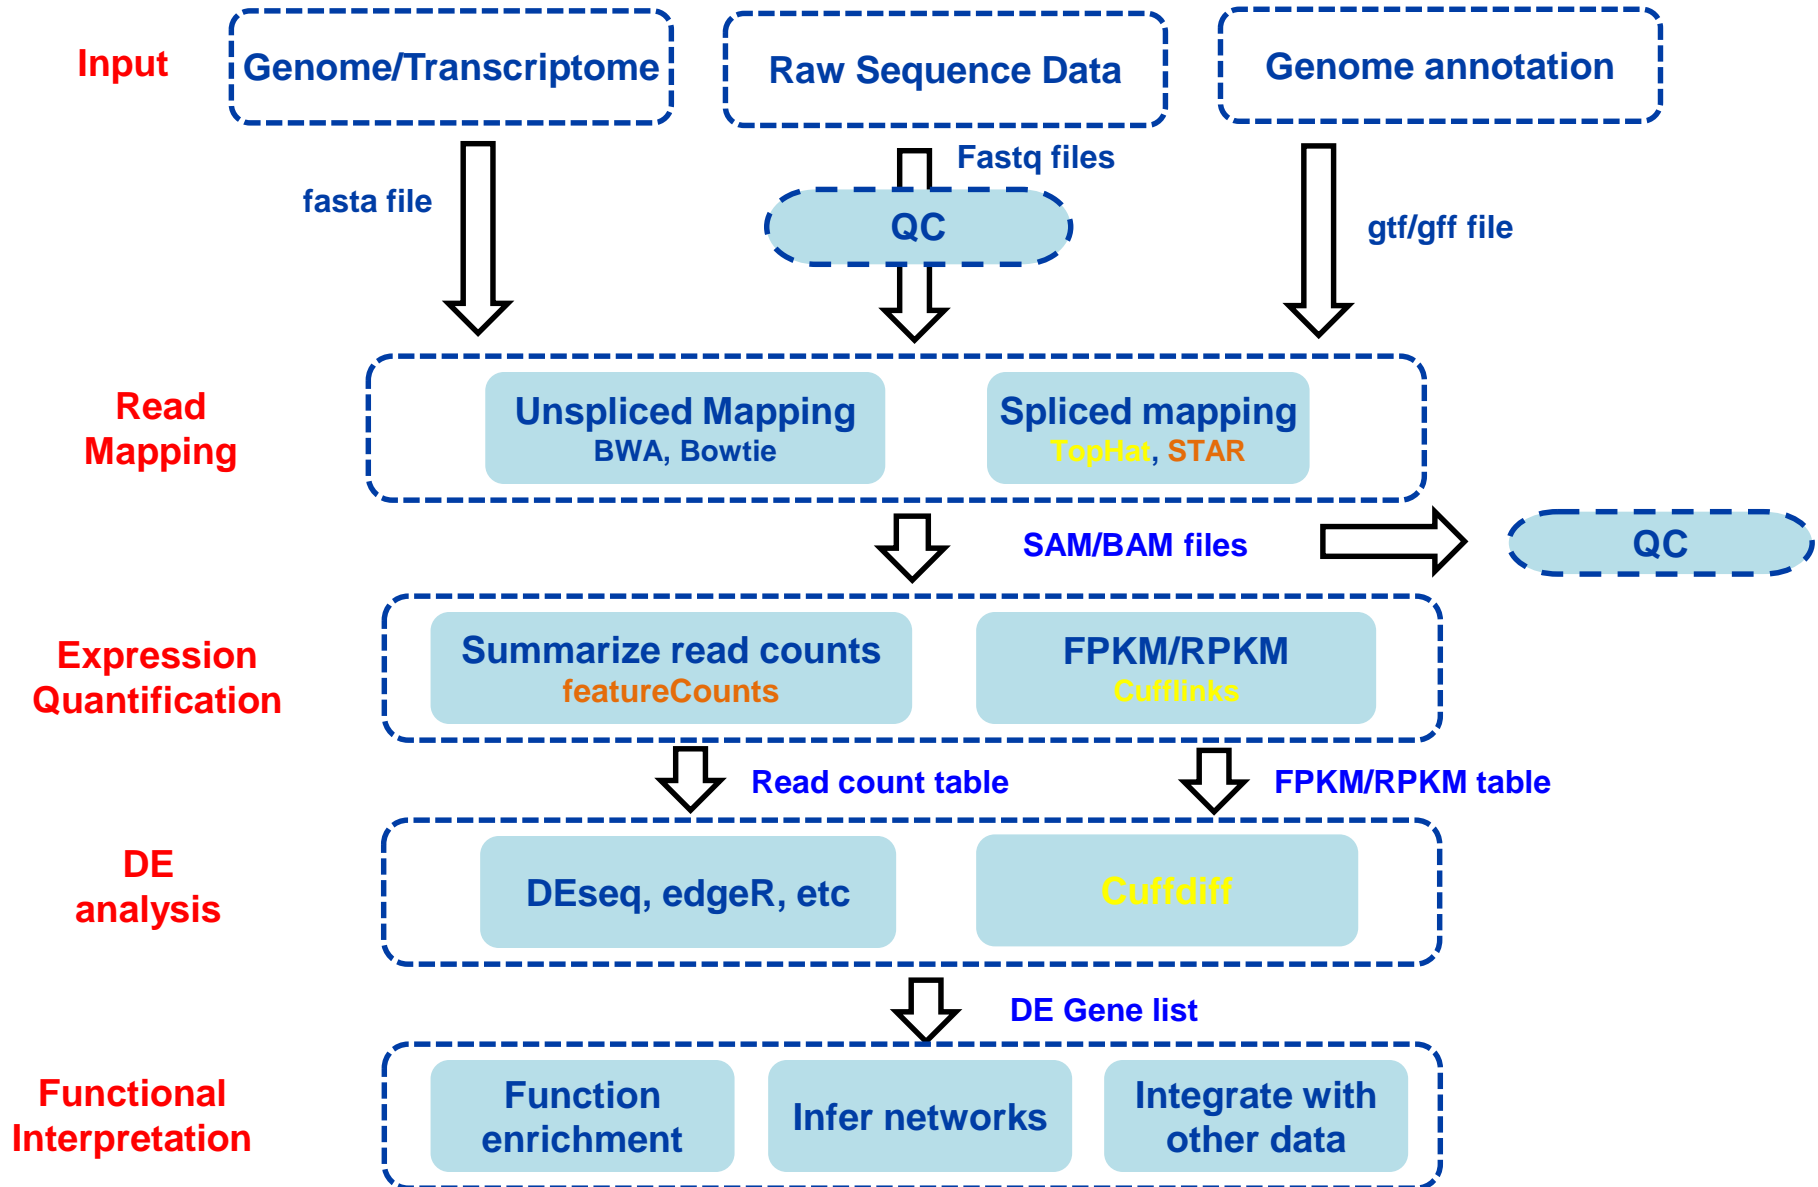 Input
Genome/Transcriptome
Raw Sequence Data
Genome annotation
fasta file
Fastq files
gtf/gff file
QC
Read
Mapping
Unspliced Mapping
BWA, Bowtie
Spliced mapping
TopHat, STAR
SAM/BAM files
QC
Expression
Quantification
Summarize read counts
featureCounts
FPKM/RPKM
Cufflinks
Read count table
FPKM/RPKM table
DE
analysis
DEseq, edgeR, etc
Cuffdiff
DE Gene list
Functional
Interpretation
Function
enrichment
Infer networks
Integrate with
other data